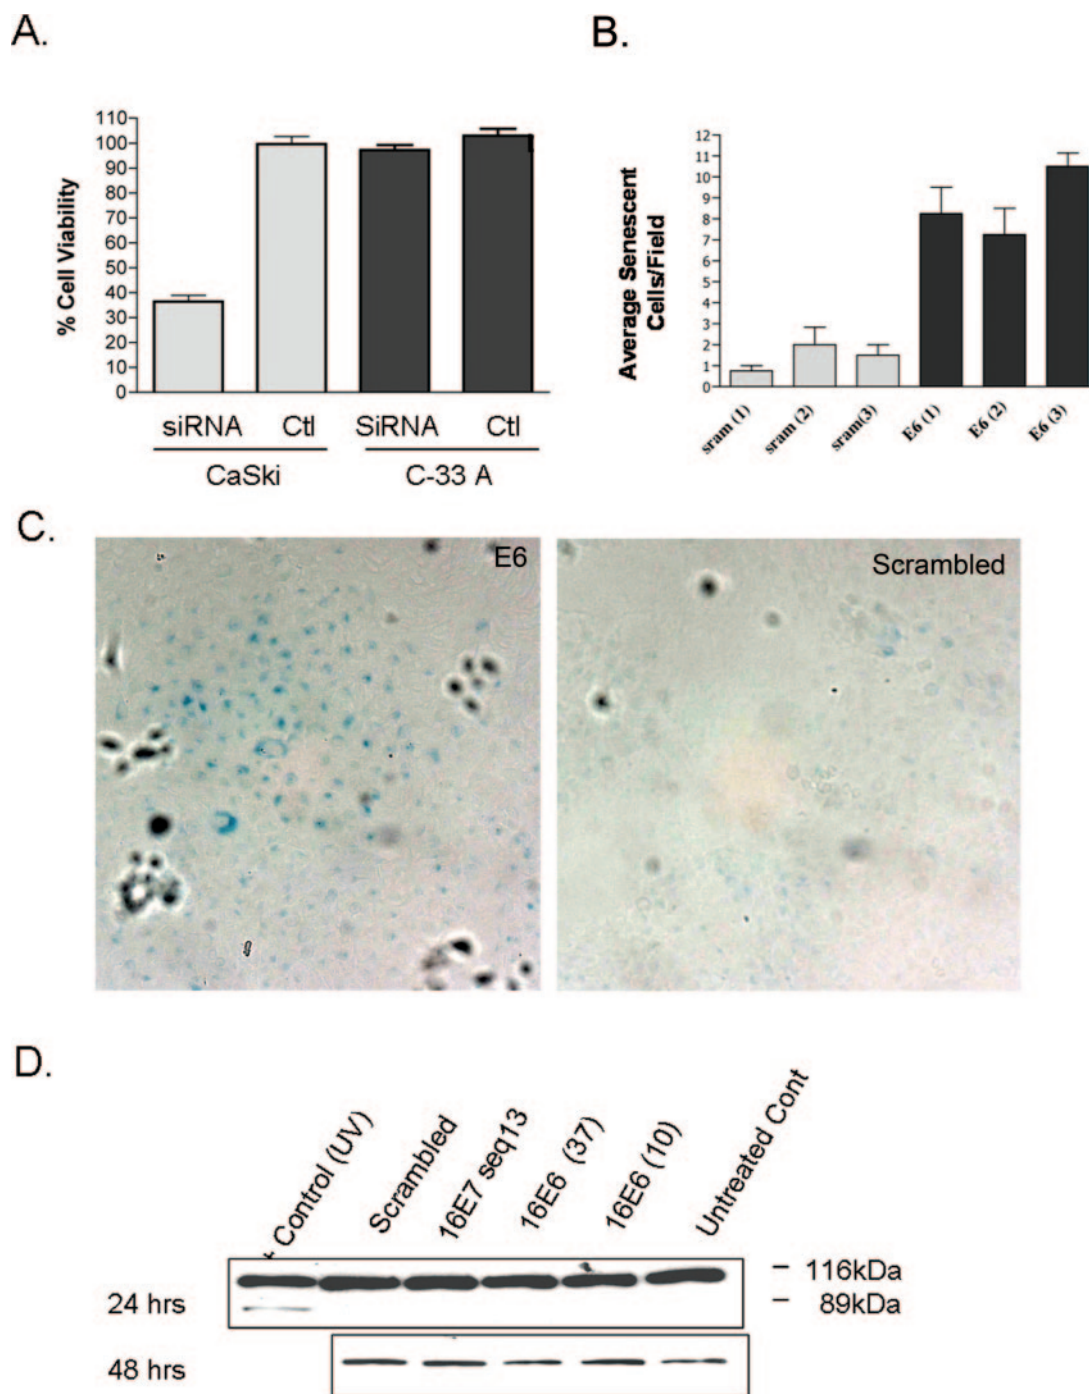 A.
110
100
90
80
70
60
50
40
30
20
10
0
% Cell Viability
siRNA Ctl SiRNA Ctl
CaSki C-33 A
B.
12
11
10
9
8
7
6
5
4
3
2
1
0
Average Senescent
Cells/Field
sram (1) sram (2) sram(3) E6 (1) E6 (2) E6 (3)
C.
E6
Scrambled
D.
+ Control (UV) Scrambled 16E7 seq13 16E6 (37) 16E6 (10) Untreated Cont
24 hrs
116kDa
89kDa
48 hrs